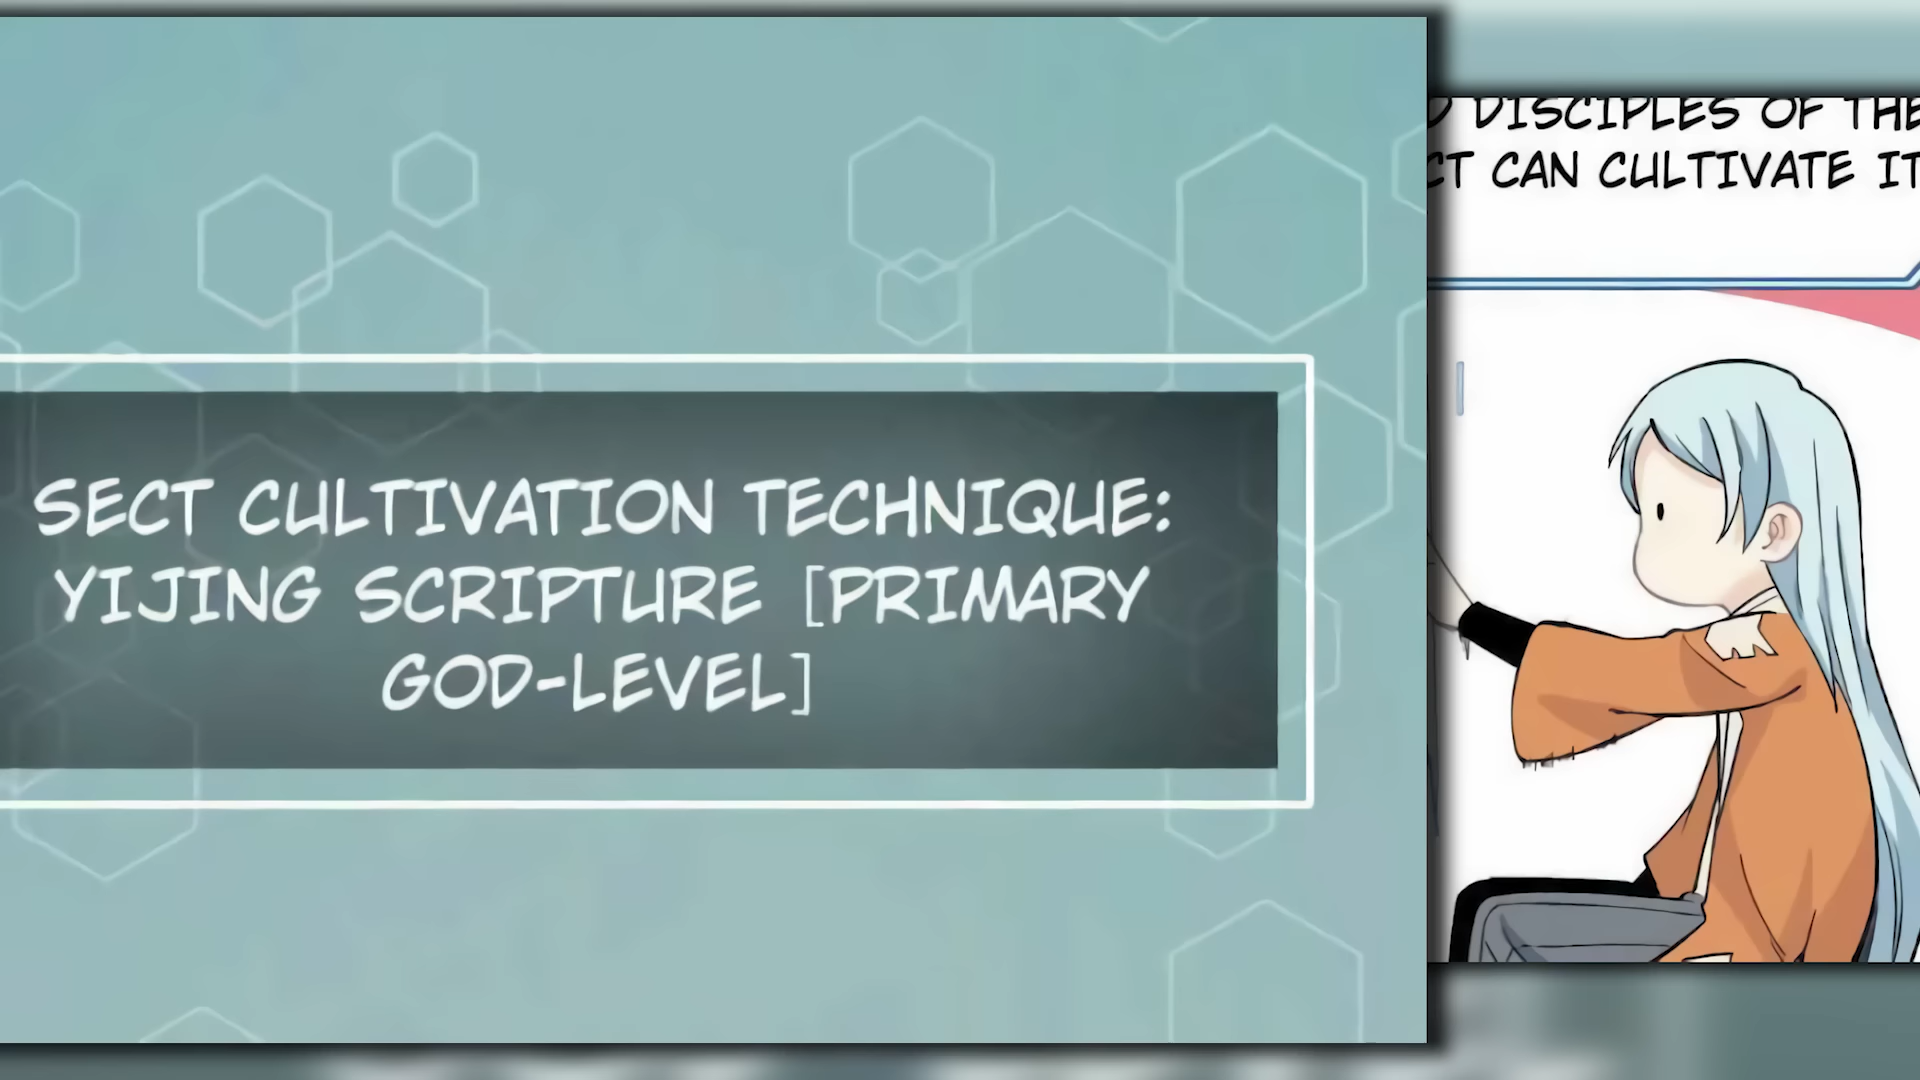 SECT CULTIVATION TECHNIQUE:
YIJING SCRIPTURE [PRIMARY
GOD-LEVEL]
DISCIPLES OF THE
CAN CULTIVATE IT